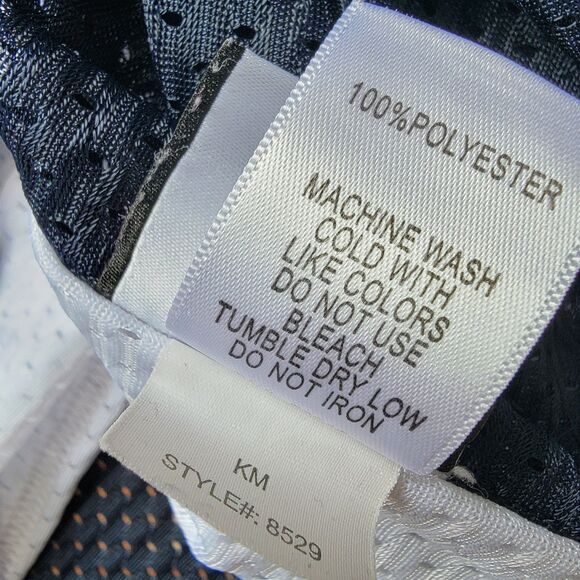 100%POLYESTER
MACHINE WASH
COLD WITH
LIKE COLORS
DO NOT USE
BLEACH
TUMBLE DRY LOW
DO NOT IRON
KM
STYLE#: 8529